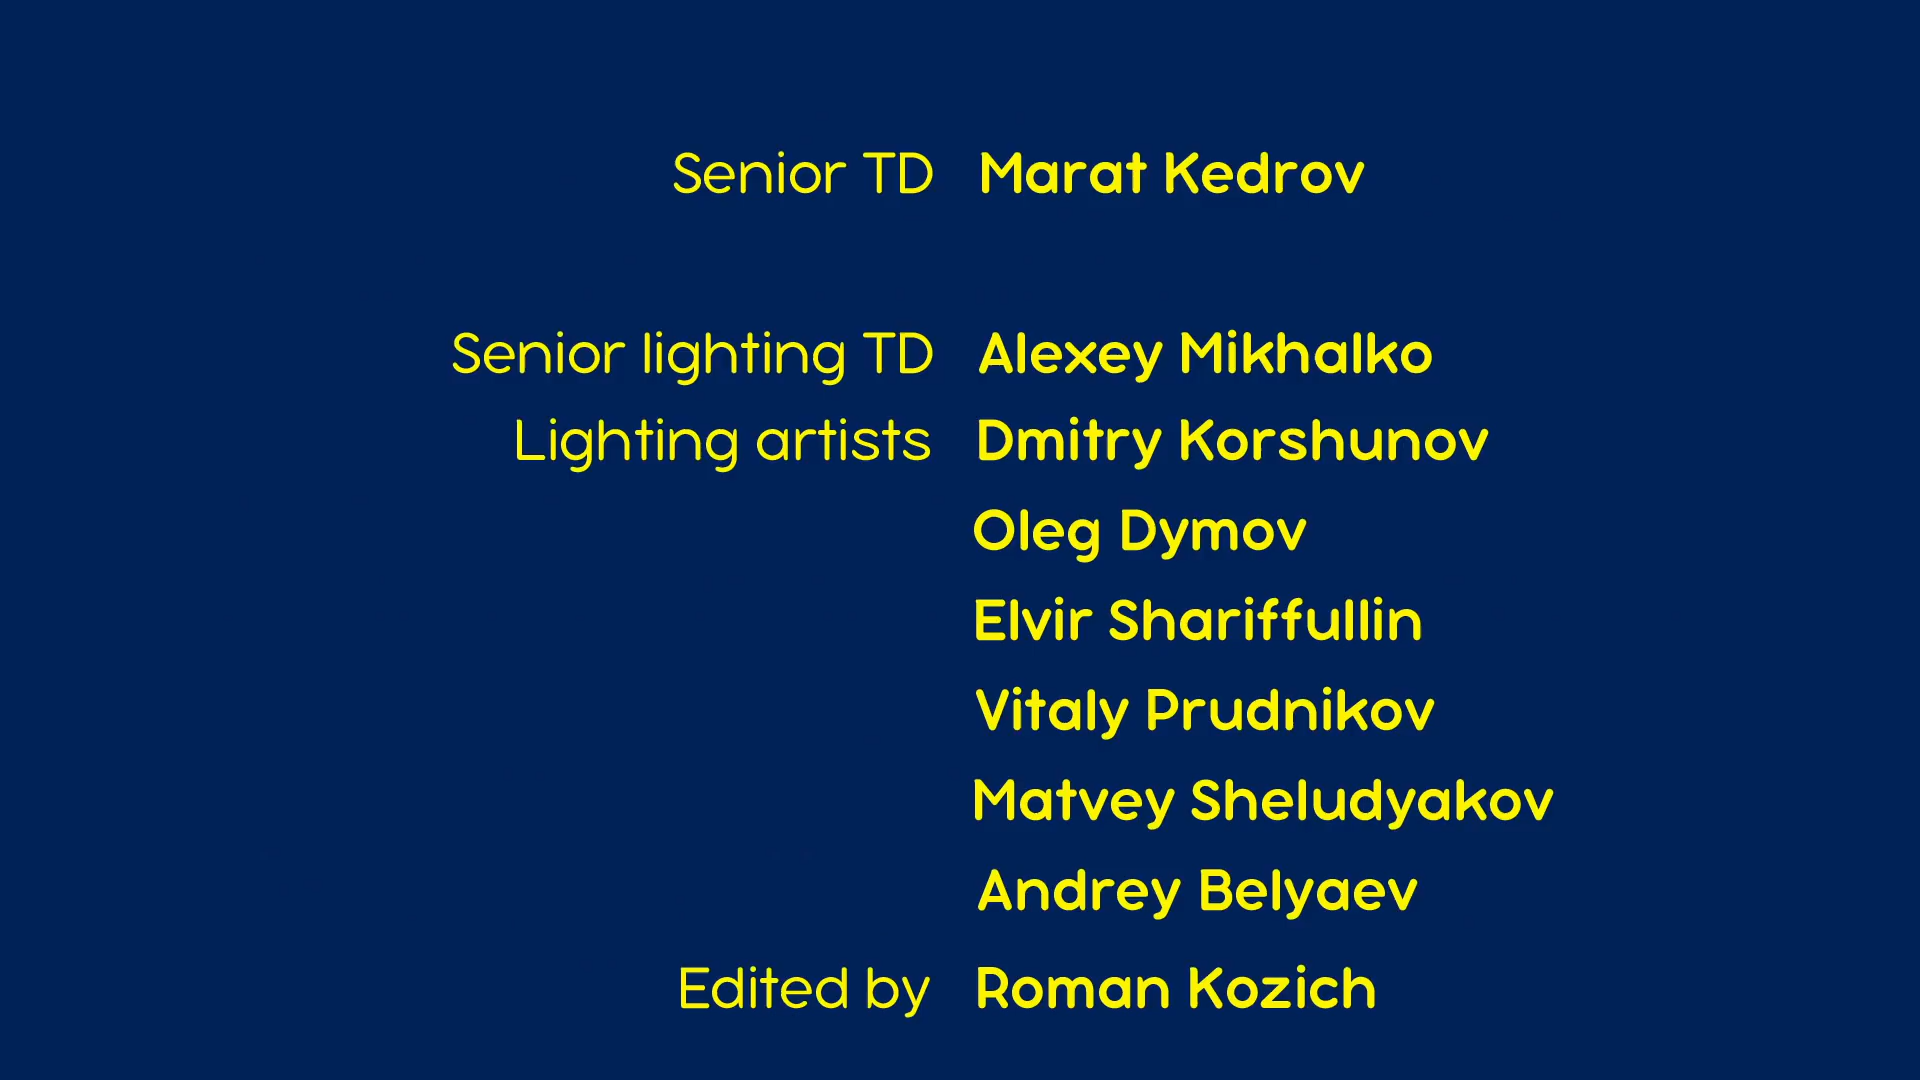 Senior TD Marat Kedrov
Senior lighting TD Alexey Mikhalko
Lighting artists Dmitry Korshunov
Oleg Dymov
Elvir Shariffullin
Vitaly Prudnikov
Matvey Sheludyakov
Andrey Belyaev
Edited by Roman Kozich